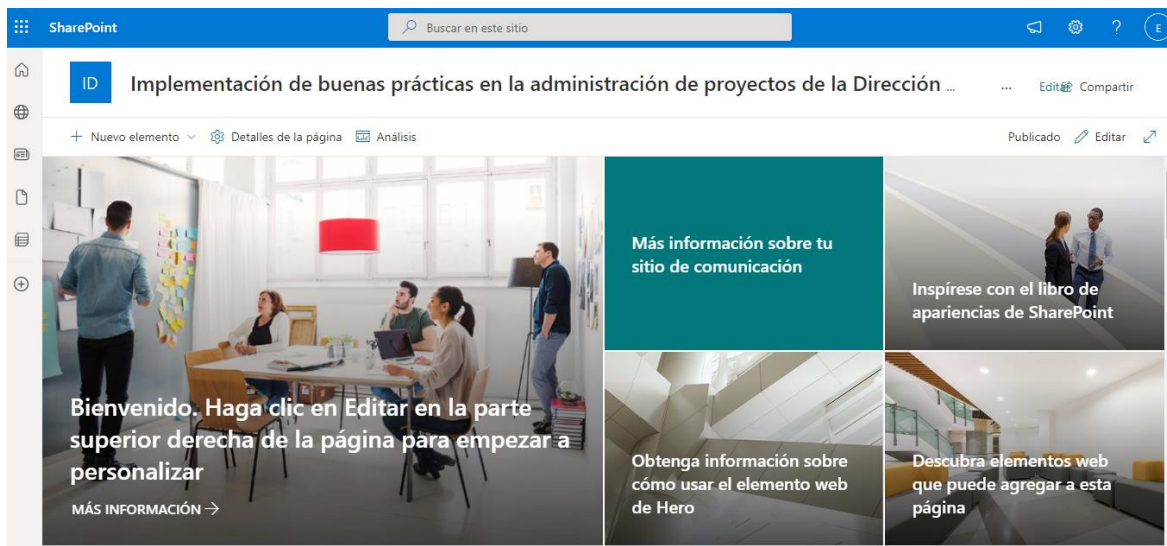 SharePoint
Buscar en este sitio
?
E
ID
Implementación de buenas prácticas en la administración de proyectos de la Dirección ...
...
Editar
Compartir
+ Nuevo elemento
Detalles de la página
Análisis
Publicado
Editar
Bienvenido. Haga clic en Editar en la parte
superior derecha de la página para empezar a
personalizar
MÁS INFORMACIÓN →
Más información sobre tu
sitio de comunicación
Inspírese con el libro de
apariencias de SharePoint
Obtenga información sobre
cómo usar el elemento web
de Hero
Descubra elementos web
que puede agregar a esta
página